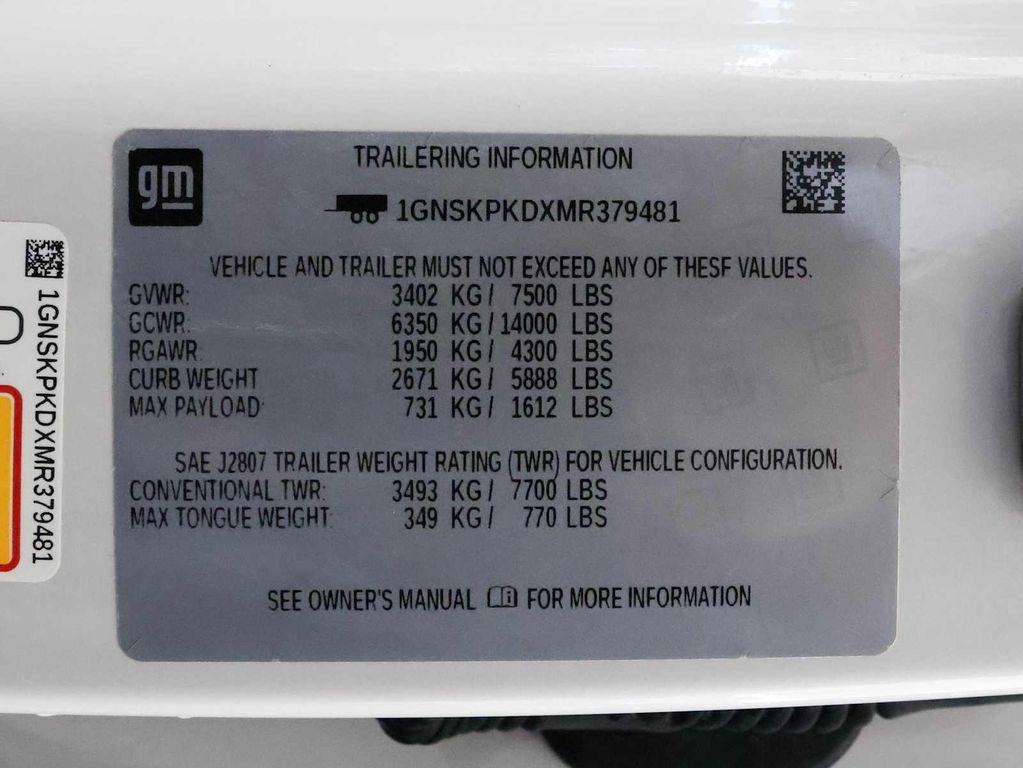 gm
TRAILERING INFORMATION
1GNSKPKDXMR379481
VEHICLE AND TRAILER MUST NOT EXCEED ANY OF THESF VALUES.
GVWR: 3402 KG / 7500 LBS
GCWR: 6350 KG / 14000 LBS
RGAWR: 1950 KG / 4300 LBS
CURB WEIGHT 2671 KG / 5888 LBS
MAX PAYLOAD: 731 KG / 1612 LBS
SAE J2807 TRAILER WEIGHT RATING (TWR) FOR VEHICLE CONFIGURATION.
CONVENTIONAL TWR: 3493 KG / 7700 LBS
MAX TONGUE WEIGHT: 349 KG / 770 LBS
SEE OWNER'S MANUAL i FOR MORE INFORMATION
1GNSKPKDXMR379481